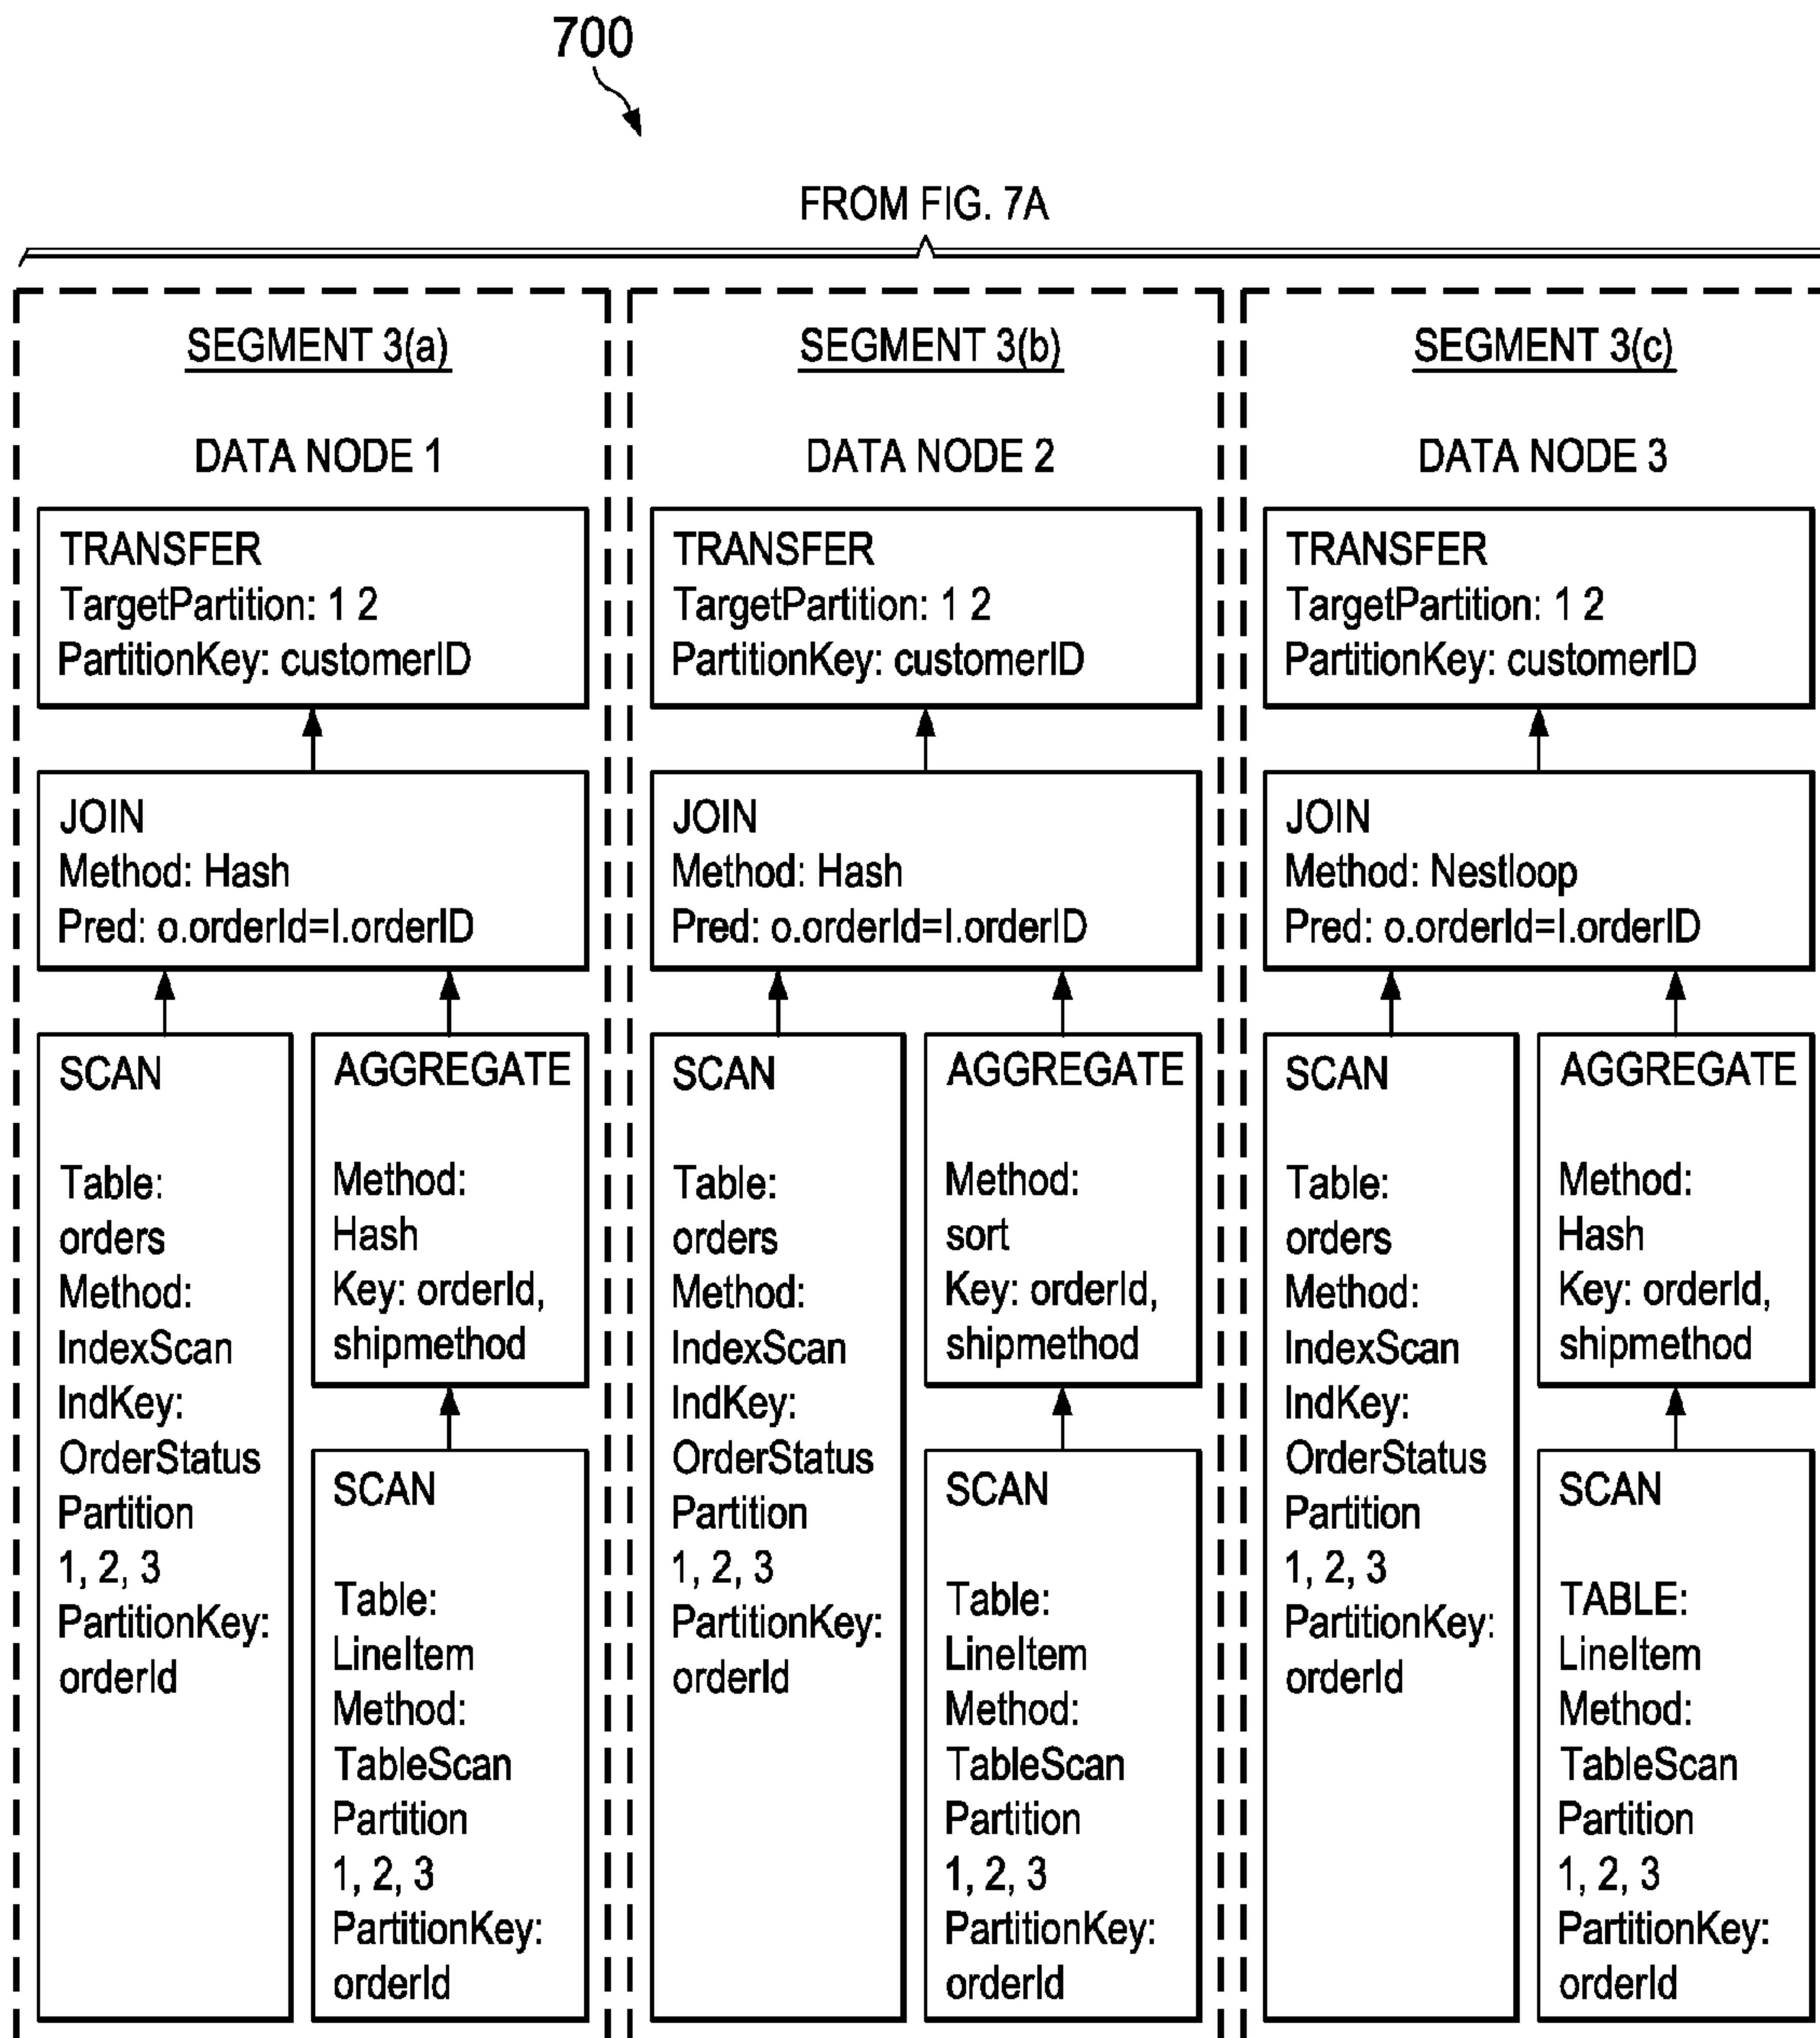 700
FROM FIG. 7A
SEGMENT 3(a)
DATA NODE 1
TRANSFER
TargetPartition: 1 2
PartitionKey: customerID
JOIN
Method: Hash
Pred: o.orderId=l.orderID
SCAN
Table:
orders
Method:
IndexScan
IndKey:
OrderStatus
Partition
1, 2, 3
PartitionKey:
orderId
AGGREGATE
Method:
Hash
Key: orderId,
shipmethod
SCAN
Table:
LineItem
Method:
TableScan
Partition
1, 2, 3
PartitionKey:
orderId
SEGMENT 3(b)
DATA NODE 2
TRANSFER
TargetPartition: 1 2
PartitionKey: customerID
JOIN
Method: Hash
Pred: o.orderId=l.orderID
SCAN
Table:
orders
Method:
IndexScan
IndKey:
OrderStatus
Partition
1, 2, 3
PartitionKey:
orderId
AGGREGATE
Method:
sort
Key: orderId,
shipmethod
SCAN
Table:
LineItem
Method:
TableScan
Partition
1, 2, 3
PartitionKey:
orderId
SEGMENT 3(c)
DATA NODE 3
TRANSFER
TargetPartition: 1 2
PartitionKey: customerID
JOIN
Method: Nestloop
Pred: o.orderId=l.orderID
SCAN
Table:
orders
Method:
IndexScan
IndKey:
OrderStatus
Partition
1, 2, 3
PartitionKey:
orderId
AGGREGATE
Method:
Hash
Key: orderId,
shipmethod
SCAN
TABLE:
LineItem
Method:
TableScan
Partition
1, 2, 3
PartitionKey:
orderId